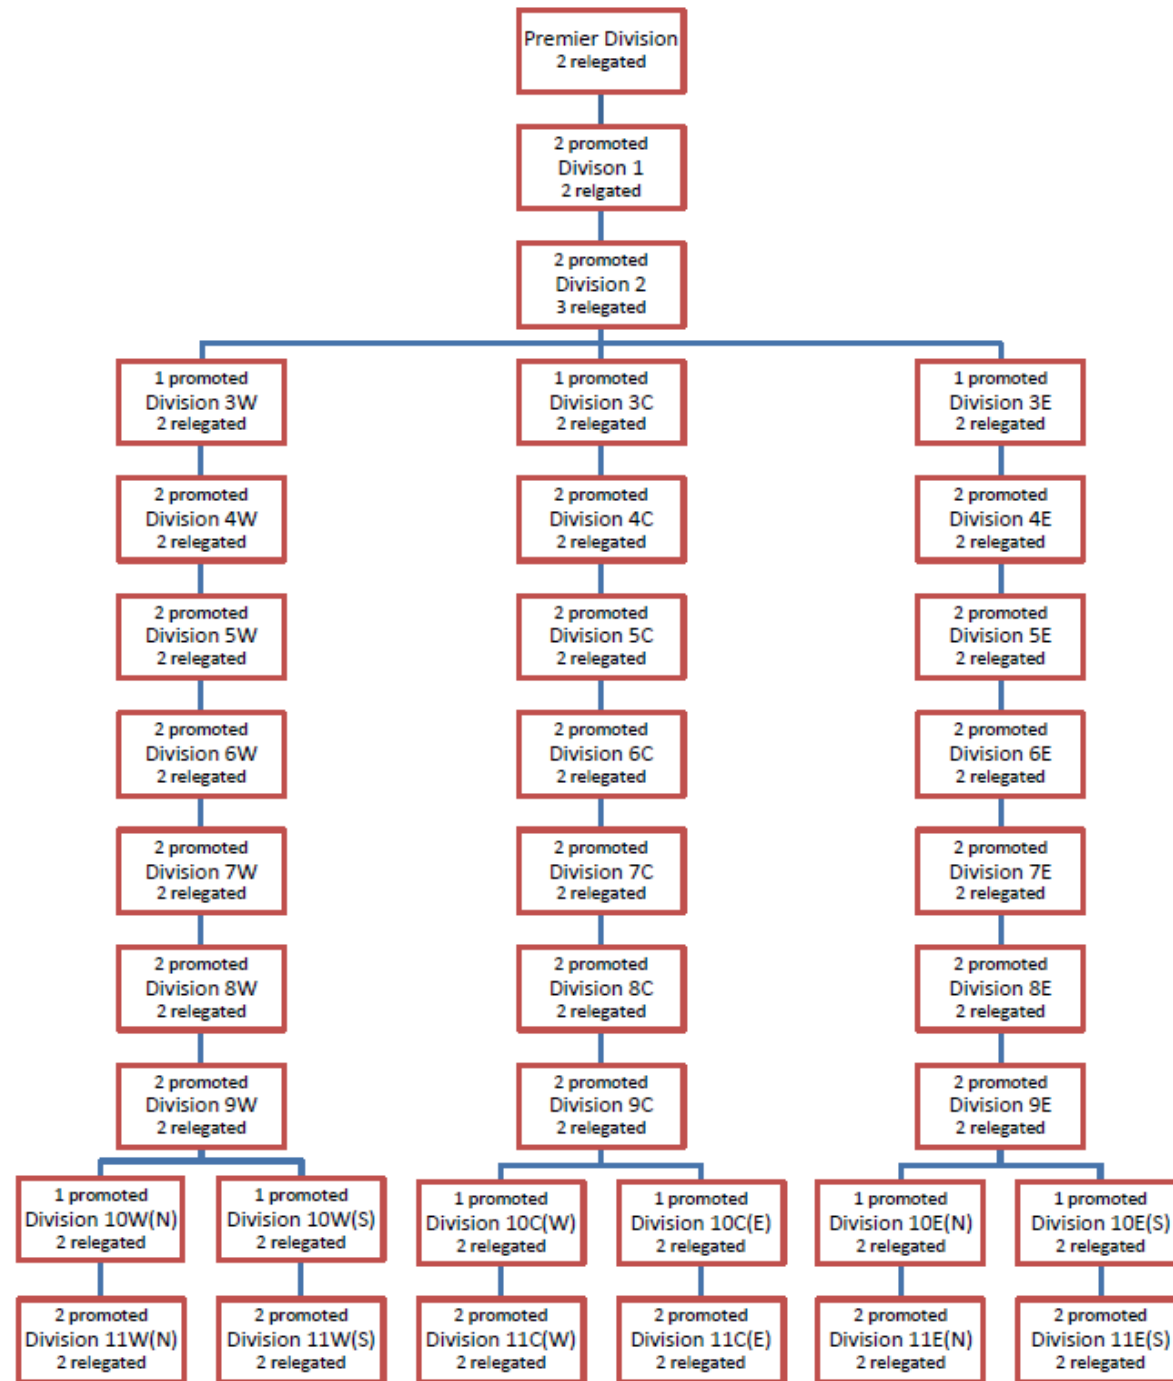 Premier Division
2 relegated
2 promoted
Divison 1
2 relgated
2 promoted
Division 2
3 relegated
1 promoted
Division 3W
2 relegated
1 promoted
Division 3C
2 relegated
1 promoted
Division 3E
2 relegated
2 promoted
Division 4W
2 relegated
2 promoted
Division 4C
2 relegated
2 promoted
Division 4E
2 relegated
2 promoted
Division 5W
2 relegated
2 promoted
Division 5C
2 relegated
2 promoted
Division 5E
2 relegated
2 promoted
Division 6W
2 relegated
2 promoted
Division 6C
2 relegated
2 promoted
Division 6E
2 relegated
2 promoted
Division 7W
2 relegated
2 promoted
Division 7C
2 relegated
2 promoted
Division 7E
2 relegated
2 promoted
Division 8W
2 relegated
2 promoted
Division 8C
2 relegated
2 promoted
Division 8E
2 relegated
2 promoted
Division 9W
2 relegated
2 promoted
Division 9C
2 relegated
2 promoted
Division 9E
2 relegated
1 promoted
Division 10W(N)
2 relegated
1 promoted
Division 10W(S)
2 relegated
1 promoted
Division 10C(W)
2 relegated
1 promoted
Division 10C(E)
2 relegated
1 promoted
Division 10E(N)
2 relegated
1 promoted
Division 10E(S)
2 relegated
2 promoted
Division 11W(N)
2 relegated
2 promoted
Division 11W(S)
2 relegated
2 promoted
Division 11C(W)
2 relegated
2 promoted
Division 11C(E)
2 relegated
2 promoted
Division 11E(N)
2 relegated
2 promoted
Division 11E(S)
2 relegated